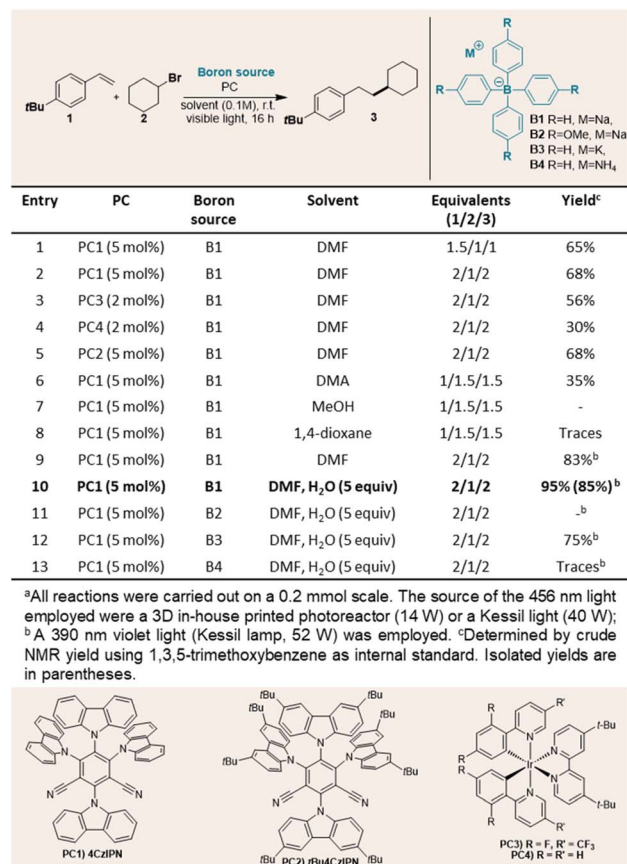 R
M⊕
Br
Boron source
PC
solvent (0.1M), r.t.
visible light, 16 h
tBu
1
+
2
tBu
3
R
B
⊖
R
R
B1 R=H, M=Na,
B2 R=OMe, M=Na
B3 R=H, M=K,
B4 R=H, M=NH4
Entry PC Boron source Solvent Equivalents (1/2/3) Yieldc
1 PC1 (5 mol%) B1 DMF 1.5/1/1 65%
2 PC1 (5 mol%) B1 DMF 2/1/2 68%
3 PC3 (2 mol%) B1 DMF 2/1/2 56%
4 PC4 (2 mol%) B1 DMF 2/1/2 30%
5 PC2 (5 mol%) B1 DMF 2/1/2 68%
6 PC1 (5 mol%) B1 DMA 1/1.5/1.5 35%
7 PC1 (5 mol%) B1 MeOH 1/1.5/1.5 -
8 PC1 (5 mol%) B1 1,4-dioxane 1/1.5/1.5 Traces
9 PC1 (5 mol%) B1 DMF 2/1/2 83%b
10 PC1 (5 mol%) B1 DMF, H2O (5 equiv) 2/1/2 95% (85%)b
11 PC1 (5 mol%) B2 DMF, H2O (5 equiv) 2/1/2 -b
12 PC1 (5 mol%) B3 DMF, H2O (5 equiv) 2/1/2 75%b
13 PC1 (5 mol%) B4 DMF, H2O (5 equiv) 2/1/2 Tracesb
aAll reactions were carried out on a 0.2 mmol scale. The source of the 456 nm light
employed were a 3D in-house printed photoreactor (14 W) or a Kessil light (40 W);
bA 390 nm violet light (Kessil lamp, 52 W) was employed. cDetermined by crude
NMR yield using 1,3,5-trimethoxybenzene as internal standard. Isolated yields are
in parentheses.
N
N
N
NC
CN
N
PC1) 4CzIPN
tBu
tBu
tBu
tBu
N
N
N
tBu
tBu
NC
CN
N
tBu
tBu
PC2) tBu4CzIPN
R'
R
t-Bu
R
N
N
Ir
R
N
N
t-Bu
R
R'
PC3) R = F, R' = CF3
PC4) R = R' = H